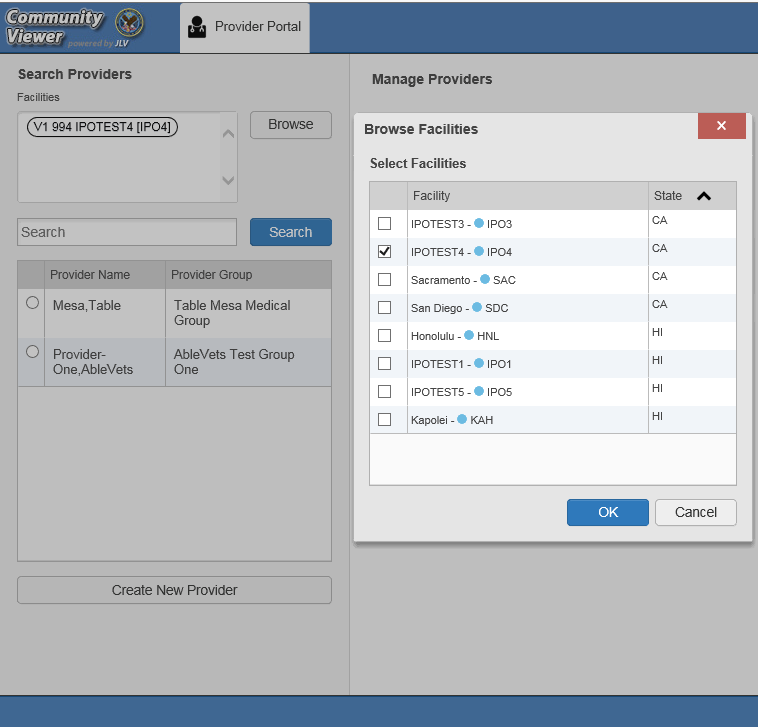 Community
Viewer powered by JLV
Provider Portal
Search Providers
Facilities
V1 994 IPOTEST4 [IPO4]
Browse
Search
Search
Provider Name Provider Group
Mesa,Table Table Mesa Medical
Group
Provider- AbleVets Test Group
One,AbleVets One
Create New Provider
Manage Providers
Browse Facilities x
Select Facilities
Facility State
IPOTEST3 - IPO3 CA
IPOTEST4 - IPO4 CA
Sacramento - SAC CA
San Diego - SDC CA
Honolulu - HNL HI
IPOTEST1 - IPO1 HI
IPOTEST5 - IPO5 HI
Kapolei - KAH HI
OK Cancel